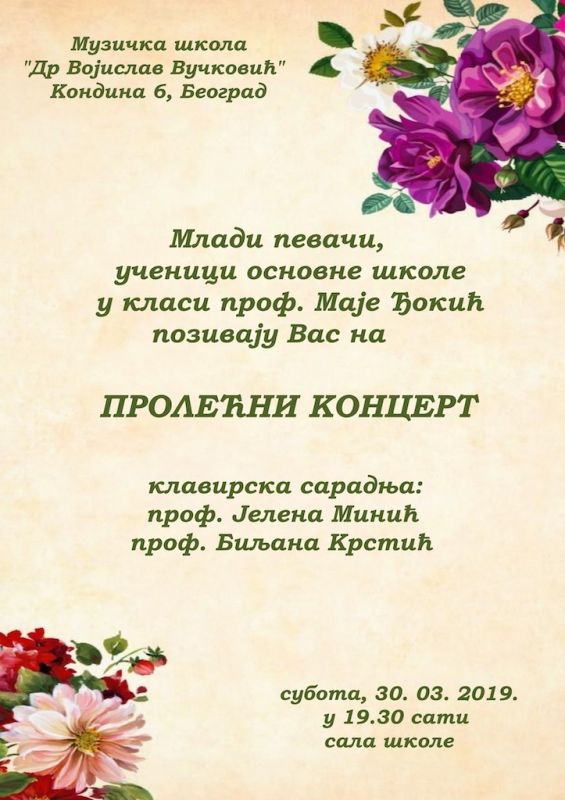 Музичка школа
"Др Војислав Вучковић"
Кондина 6, Београд
Млади певачи,
ученици основне школе
у класи проф. Маје Ђокић
позивају Вас на
ПРОЛЕЋНИ КОНЦЕРТ
клавирска сарадња:
проф. Јелена Минић
проф. Биљана Крстић
субота, 30. 03. 2019.
у 19.30 сати
сала школе